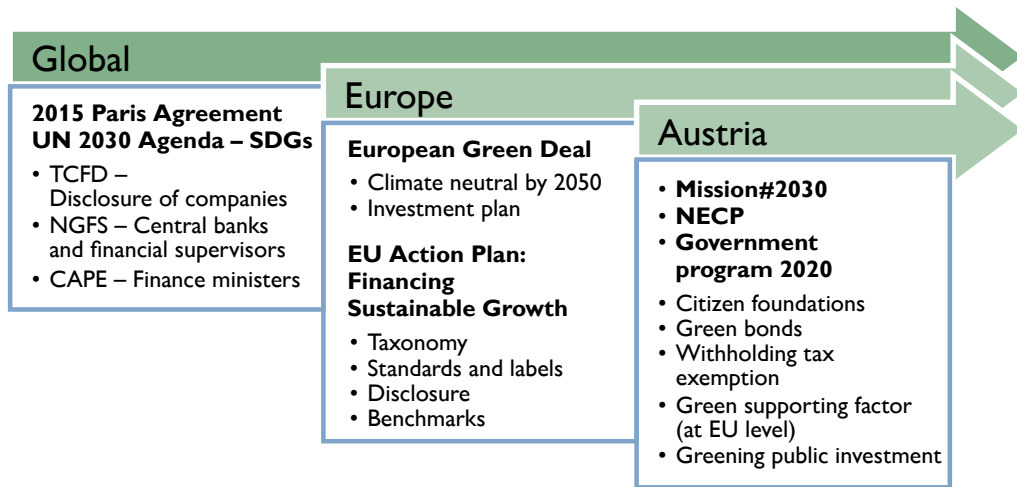 Global
2015 Paris Agreement
UN 2030 Agenda – SDGs
• TCFD –
Disclosure of companies
• NGFS – Central banks
and financial supervisors
• CAPE – Finance ministers
Europe
European Green Deal
• Climate neutral by 2050
• Investment plan
EU Action Plan:
Financing
Sustainable Growth
• Taxonomy
• Standards and labels
• Disclosure
• Benchmarks
Austria
• Mission#2030
• NECP
• Government
program 2020
• Citizen foundations
• Green bonds
• Withholding tax
exemption
• Green supporting factor
(at EU level)
• Greening public investment